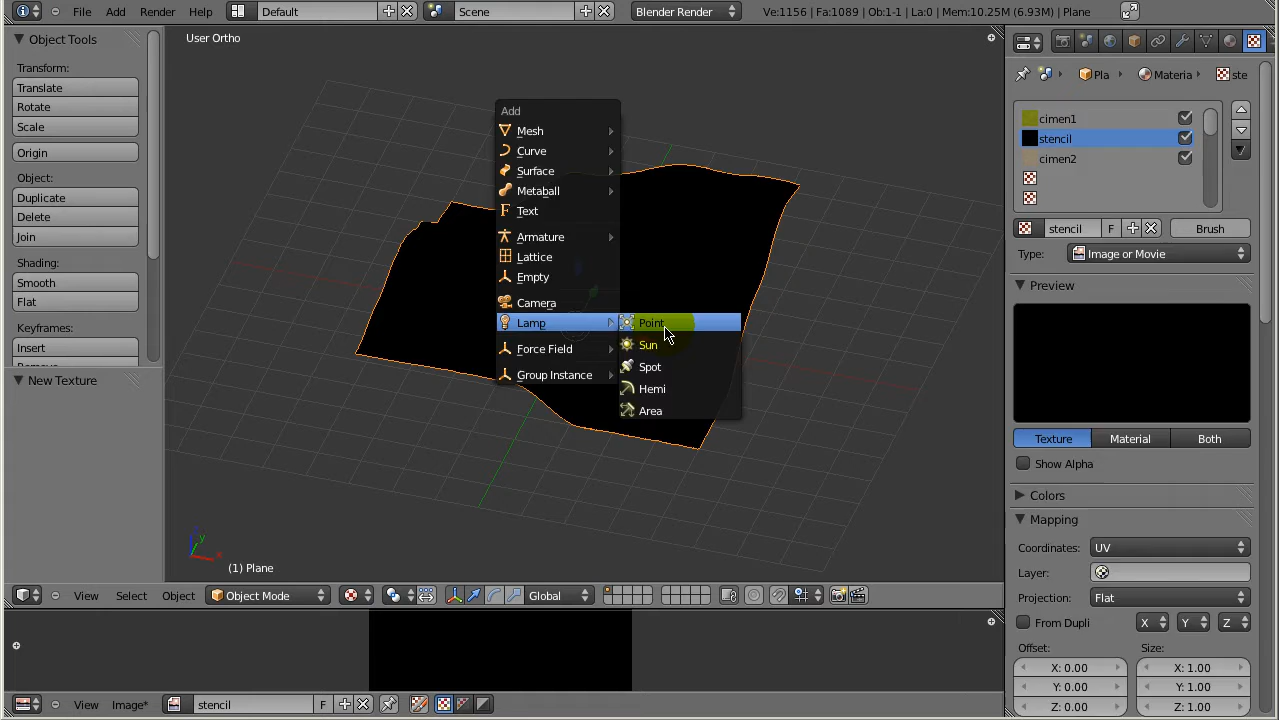 File Add Render Help Default Scene Blender Render Ve:1156 | Fa:1089 | Ob:1-1 | La:0 | Mem:10.25M (6.93M) | Plane
Object Tools
Transform:
Translate
Rotate
Scale
Origin
Object:
Duplicate
Delete
Join
Shading:
Smooth
Flat
Keyframes:
Insert
New Texture
User Ortho
Add
Mesh
Curve
Surface
Metaball
Text
Armature
Lattice
Empty
Camera
Lamp
Force Field
Group Instance
Point
Sun
Spot
Hemi
Area
y
x
(1) Plane
View Select Object Object Mode Global
View Image* stencil F
Pla Materia ste
cimen1
stencil
cimen2
stencil F Brush
Type: Image or Movie
Preview
Texture Material Both
Show Alpha
Colors
Mapping
Coordinates: UV
Layer:
Projection: Flat
From Dupli X Y Z
Offset: Size:
X: 0.00 X: 1.00
Y: 0.00 Y: 1.00
Z: 0.00 Z: 1.00